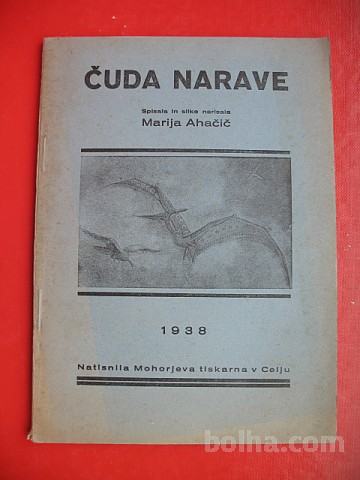 ČUDA NARAVE
Spisala in slike narisala
Marija Ahačič
1938
Natisnila Mohorjeva tiskarna v Celju
bolha.com